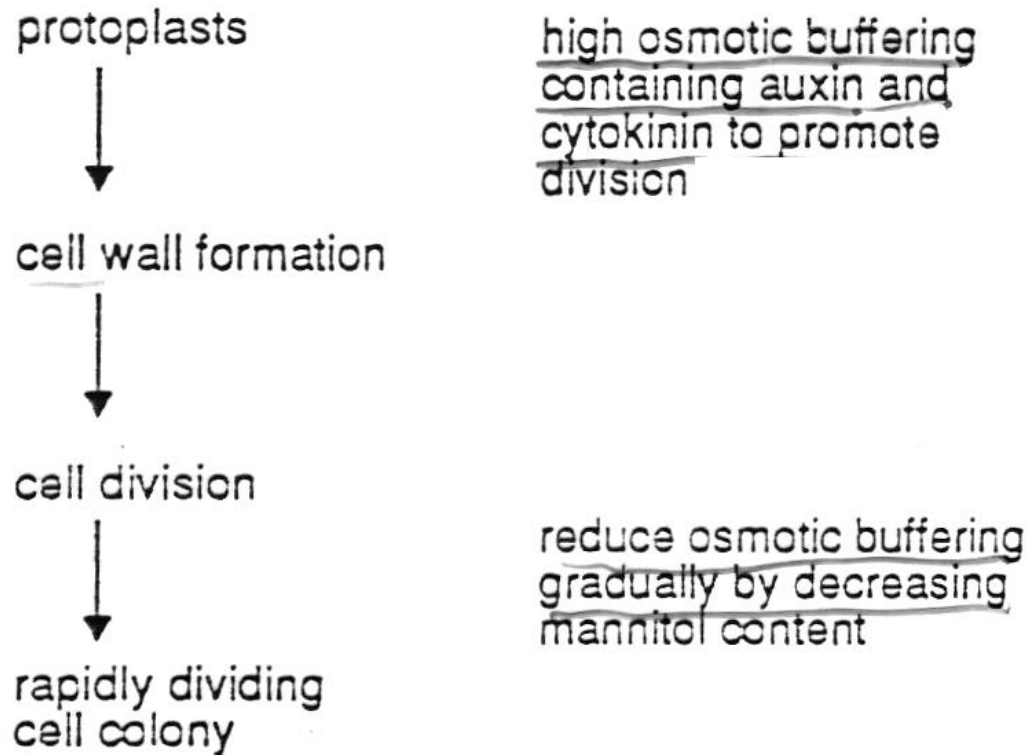 protoplasts
high osmotic buffering
containing auxin and
cytokinin to promote
division
cell wall formation
cell division
reduce osmotic buffering
gradually by decreasing
mannitol content
rapidly dividing
cell colony